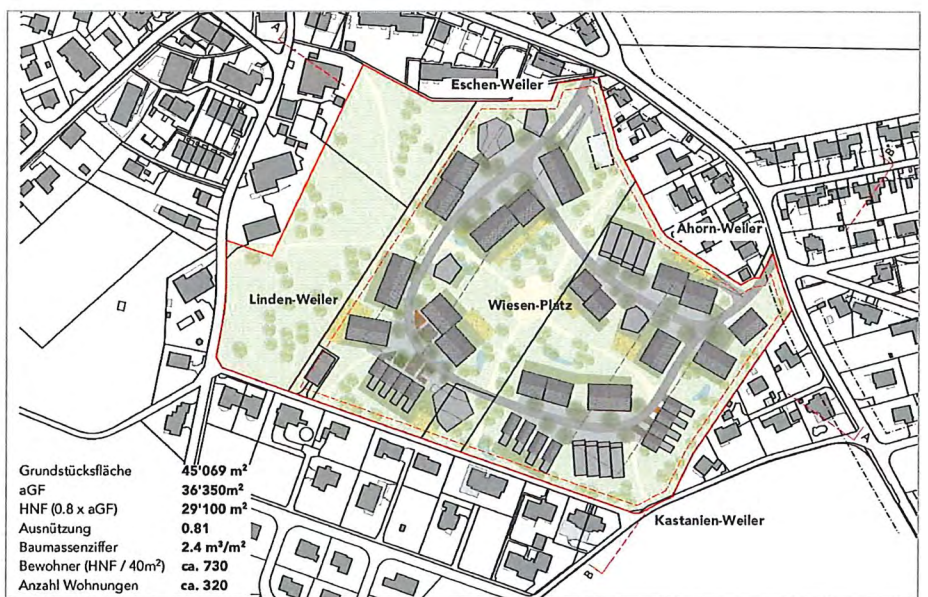 A
Eschen-Weiler
B
Ahorn-Weiler
Linden-Weiler
Wiesen-Platz
Grundstücksfläche 45'069 m²
aGF 36'350m²
HNF (0.8 x aGF) 29'100 m²
Ausnützung 0.81
Baumassenziffer 2.4 m³/m²
Bewohner (HNF / 40m²) ca. 730
Anzahl Wohnungen ca. 320
A
Kastanien-Weiler
B